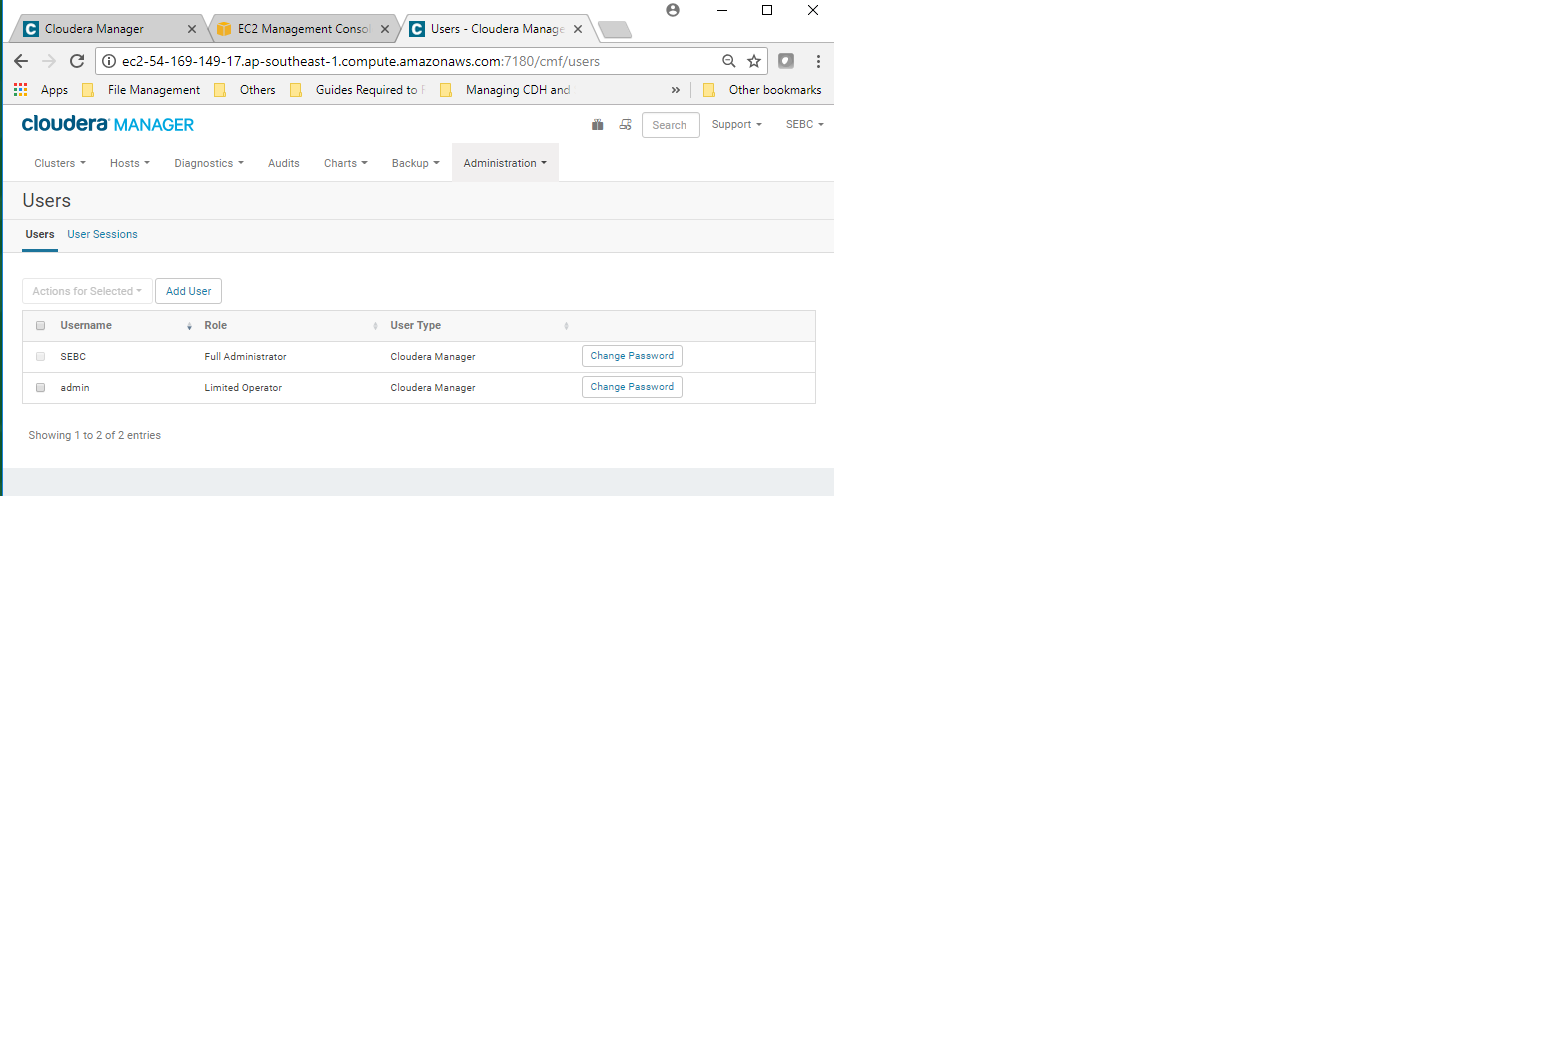 Cloudera Manager EC2 Management Consol Users - Cloudera Manage
ec2-54-169-149-17.ap-southeast-1.compute.amazonaws.com:7180/cmf/users
Apps File Management Others Guides Required to Managing CDH and » Other bookmarks
cloudera MANAGER Search Support SEBC
Clusters Hosts Diagnostics Audits Charts Backup Administration
Users
Users User Sessions
Actions for Selected Add User
Username Role User Type
SEBC Full Administrator Cloudera Manager Change Password
admin Limited Operator Cloudera Manager Change Password
Showing 1 to 2 of 2 entries